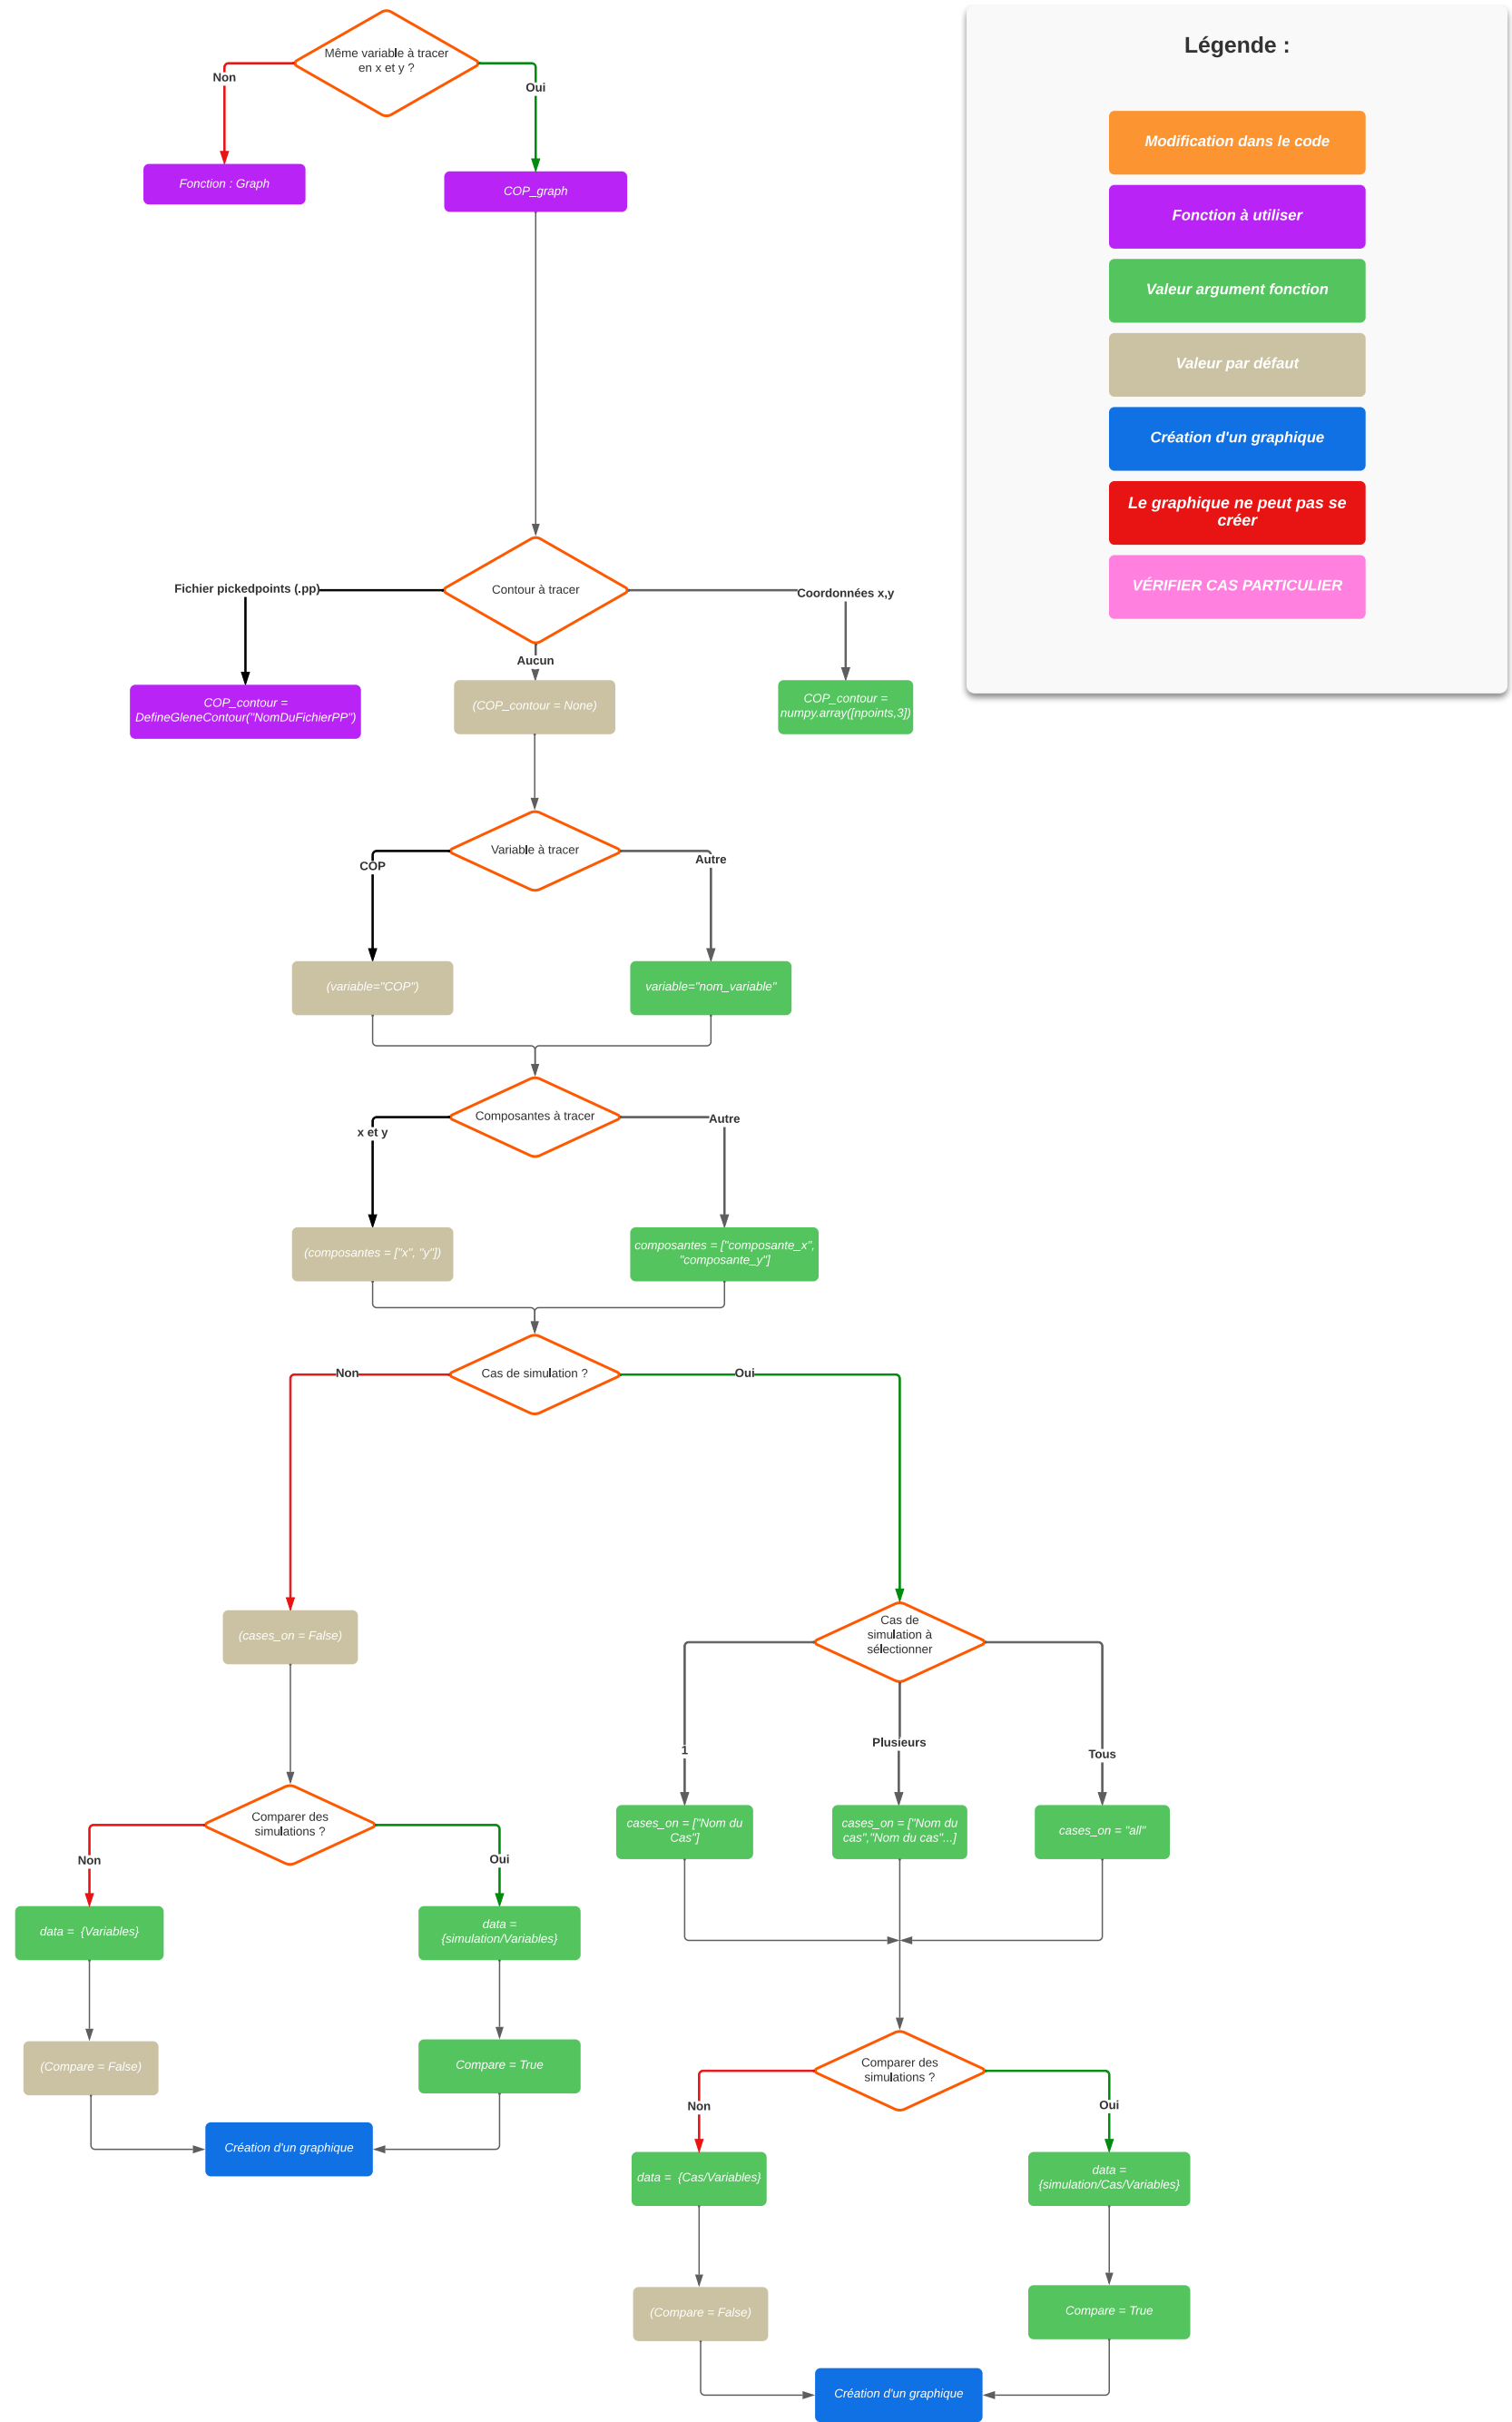 Même variable à tracer
en x et y ?
Non
Oui
Fonction : Graph
COP_graph
Légende :
Modification dans le code
Fonction à utiliser
Valeur argument fonction
Valeur par défaut
Création d'un graphique
Le graphique ne peut pas se
créer
VÉRIFIER CAS PARTICULIER
Contour à tracer
Fichier pickedpoints (.pp)
Aucun
Coordonnées x,y
COP_contour =
DefineGleneContour("NomDuFichierPP")
(COP_contour = None)
COP_contour =
numpy.array([npoints,3])
Variable à tracer
COP
Autre
(variable="COP")
variable="nom_variable"
Composantes à tracer
x et y
Autre
(composantes = ["x", "y"])
composantes = ["composante_x",
"composante_y"]
Cas de simulation ?
Non
Oui
(cases_on = False)
Cas de
simulation à
sélectionner
1
Plusieurs
Tous
cases_on = ["Nom du
Cas"]
cases_on = ["Nom du
cas","Nom du cas"...]
cases_on = "all"
Comparer des
simulations ?
Non
Oui
data =  {Variables}
data =
{simulation/Variables}
(Compare = False)
Compare = True
Création d'un graphique
Comparer des
simulations ?
Non
Oui
data =  {Cas/Variables}
data =
{simulation/Cas/Variables}
(Compare = False)
Compare = True
Création d'un graphique